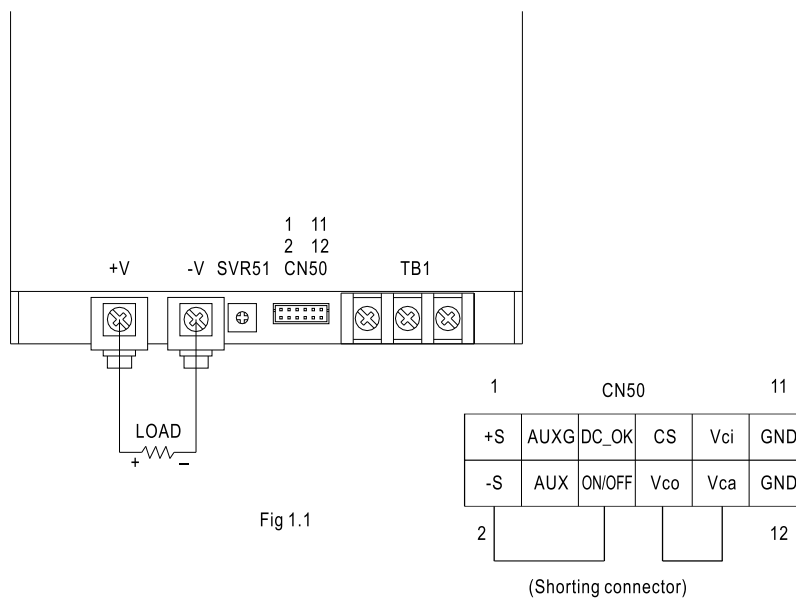 1 11
2 12
+V -V SVR51 CN50 TB1
LOAD
+ −
Fig 1.1
1 CN50 11
+S AUXG DC_OK CS Vci GND
-S AUX ON/OFF Vco Vca GND
2 12
(Shorting connector)